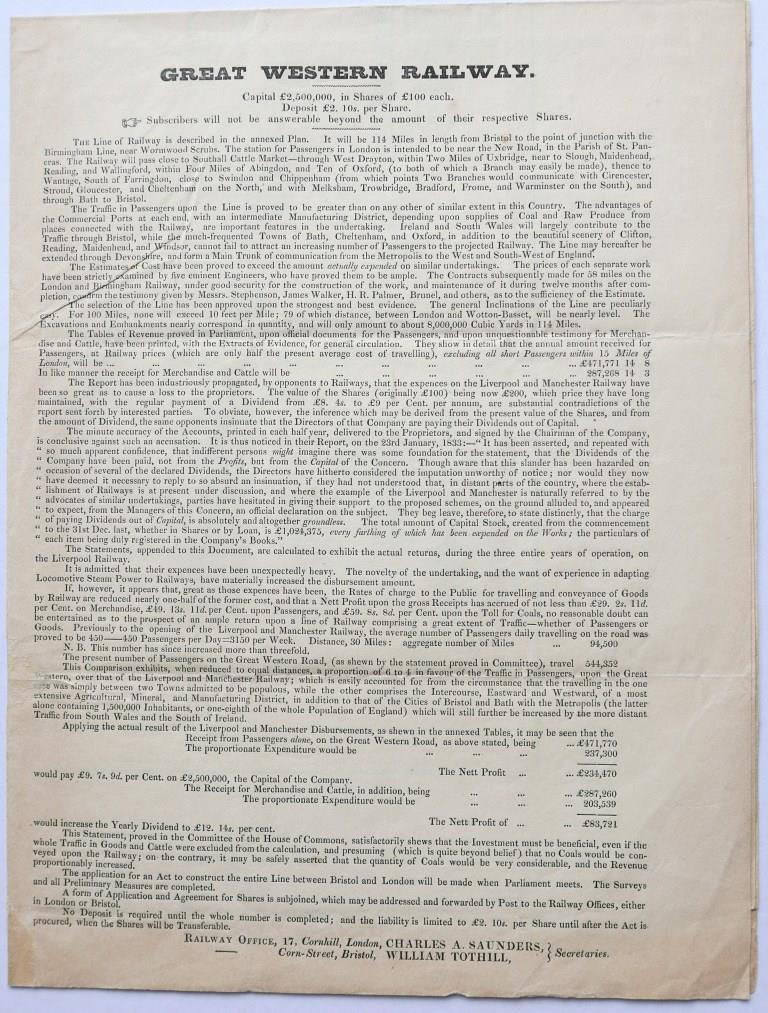 GREAT WESTERN RAILWAY.
Capital £2,500,000, in Shares of £100 each.
Deposit £2. 10s. per Share.
☞ Subscribers will not be answerable beyond the amount of their respective Shares.
THE Line of Railway is described in the annexed Plan. It will be 114 Miles in length from Bristol to the point of junction with the
Birmingham Line, near Wormwood Scrubs. The station for Passengers in London is intended to be near the New Road, in the Parish of St. Pan-
cras. The Railway will pass close to Southall Cattle Market—through West Drayton, within Two Miles of Uxbridge, near to Slough, Maidenhead,
Reading, and Wallingford, within Four Miles of Abingdon, and Ten of Oxford, (to both of which a Branch may easily be made), thence to
Wantage, South of Farringdon, close to Swindon and Chippenham (from which points Two Branches would communicate with Cirencester,
Stroud, Gloucester, and Cheltenham on the North, and with Melksham, Trowbridge, Bradford, Frome, and Warminster on the South), and
through Bath to Bristol.
The Traffic in Passengers upon the Line is proved to be greater than on any other of similar extent in this Country. The advantages of
the Commercial Ports at each end, with an intermediate Manufacturing District, depending upon supplies of Coal and Raw Produce from
places connected with the Railway, are important features in the undertaking. Ireland and South Wales will largely contribute to the
Traffic through Bristol, while the much-frequented Towns of Bath, Cheltenham, and Oxford, in addition to the beautiful scenery of Clifton,
Reading, Maidenhead, and Windsor, cannot fail to attract an increasing number of Passengers to the projected Railway. The Line may hereafter be
extended through Devonshire, and form a Main Trunk of communication from the Metropolis to the West and South-West of England.
The Estimates of Cost have been proved to exceed the amount actually expended on similar undertakings. The prices of each separate work
have been strictly examined by five eminent Engineers, who have proved them to be ample. The Contracts subsequently made for 58 miles on the
London and Birmingham Railway, under good security for the construction of the work, and maintenance of it during twelve months after com-
pletion, confirm the testimony given by Messrs. Stephenson, James Walker, H. R. Palmer, Brunel, and others, as to the sufficiency of the Estimate.
The selection of the Line has been approved upon the strongest and best evidence. The general Inclinations of the Line are peculiarly
easy. For 100 Miles, none will exceed 10 feet per Mile; 79 of which distance, between London and Wotton-Basset, will be nearly level. The
Excavations and Embankments nearly correspond in quantity, and will only amount to about 8,000,000 Cubic Yards in 114 Miles.
The Tables of Revenue proved in Parliament, upon official documents for the Passengers, and upon unquestionable testimony for Merchan-
dise and Cattle, have been printed, with the Extracts of Evidence, for general circulation. They shew in detail that the annual amount received for
Passengers, at Railway prices (which are only half the present average cost of travelling), excluding all short Passengers within 15 Miles of
London, will be ... ... ... ... ... ... ... ... ... £471,771 14 8
In like manner the receipt for Merchandise and Cattle will be ... ... ... ... ... 287,268 14 3
The Report has been industriously propagated, by opponents to Railways, that the expences on the Liverpool and Manchester Railway have
been so great as to cause a loss to the proprietors. The value of the Shares (originally £100) being now £200, which price they have long
maintained, with the regular payment of a Dividend from £8. 4s. to £9 per Cent. per annum, are substantial contradictions of the
report sent forth by interested parties. To obviate, however, the inference which may be derived from the present value of the Shares, and from
the amount of Dividend, the same opponents insinuate that the Directors of that Company are paying their Dividends out of Capital.
The minute accuracy of the Accounts, printed in each half year, delivered to the Proprietors, and signed by the Chairman of the Company,
is conclusive against such an accusation. It is thus noticed in their Report, on the 23rd January, 1833:—“ It has been asserted, and repeated with
“ so much apparent confidence, that indifferent persons might imagine there was some foundation for the statement, that the Dividends of the
“ Company have been paid, not from the Profits, but from the Capital of the Concern. Though aware that this slander has been hazarded on
“ occasion of several of the declared Dividends, the Directors have hitherto considered the imputation unworthy of notice; nor would they now
“ have deemed it necessary to reply to so absurd an insinuation, if they had not understood that, in distant parts of the country, where the estab-
“ lishment of Railways is at present under discussion, and where the example of the Liverpool and Manchester is naturally referred to by the
“ advocates of similar undertakings, parties have hesitated in giving their support to the proposed schemes, on the ground alluded to, and appeared
“ to expect, from the Managers of this Concern, an official declaration on the subject. They beg leave, therefore, to state distinctly, that the charge
“ of paying Dividends out of Capital, is absolutely and altogether groundless. The total amount of Capital Stock, created from the commencement
“ to the 31st Dec. last, whether in Shares or by Loan, is £1,024,375, every farthing of which has been expended on the Works; the particulars of
“ each item being duly registered in the Company's Books.”
The Statements, appended to this Document, are calculated to exhibit the actual returns, during the three entire years of operation, on
the Liverpool Railway.
It is admitted that their expences have been unexpectedly heavy. The novelty of the undertaking, and the want of experience in adapting
Locomotive Steam Power to Railways, have materially increased the disbursement amount.
If, however, it appears that, great as those expences have been, the Rates of charge to the Public for travelling and conveyance of Goods
by Railway are reduced nearly one-half of the former cost, and that a Nett Profit upon the gross Receipts has accrued of not less than £29. 2s. 11d.
per Cent. on Merchandise, £49. 13s. 11d. per Cent. upon Passengers, and £59. 8s. 8d. per Cent. upon the Toll for Coals, no reasonable doubt can
be entertained as to the prospect of an ample return upon a line of Railway comprising a great extent of Traffic—whether of Passengers or
Goods. Previously to the opening of the Liverpool and Manchester Railway, the average number of Passengers daily travelling on the road was
proved to be 450——450 Passengers per Day=3150 per Week. Distance, 30 Miles: aggregate number of Miles ... 94,500
N. B. This number has since increased more than threefold.
The present number of Passengers on the Great Western Road, (as shewn by the statement proved in Committee), travel 544,352
This Comparison exhibits, when reduced to equal distances, a proportion of 6 to 1 in favour of the Traffic in Passengers, upon the Great
Western, over that of the Liverpool and Manchester Railway; which is easily accounted for from the circumstance that the travelling in the one
case was simply between two Towns admitted to be populous, while the other comprises the Intercourse, Eastward and Westward, of a most
extensive Agricultural, Mineral, and Manufacturing District, in addition to that of the Cities of Bristol and Bath with the Metropolis (the latter
alone containing 1,500,000 Inhabitants, or one-eighth of the whole Population of England) which will still further be increased by the more distant
Traffic from South Wales and the South of Ireland.
Applying the actual result of the Liverpool and Manchester Disbursements, as shewn in the annexed Tables, it may be seen that the
Receipt from Passengers alone, on the Great Western Road, as above stated, being ... £471,770
The proportionate Expenditure would be ... ... ... 237,300
The Nett Profit ... ... £234,470
would pay £9. 7s. 9d. per Cent. on £2,500,000, the Capital of the Company.
The Receipt for Merchandise and Cattle, in addition, being ... ... ... £287,260
The proportionate Expenditure would be ... ... ... 203,539
The Nett Profit of ... ... £83,721
would increase the Yearly Dividend to £12. 14s. per cent.
This Statement, proved in the Committee of the House of Commons, satisfactorily shews that the Investment must be beneficial, even if the
whole Traffic in Goods and Cattle were excluded from the calculation, and presuming (which is quite beyond belief) that no Coals would be con-
veyed upon the Railway; on the contrary, it may be safely asserted that the quantity of Coals would be very considerable, and the Revenue
proportionably increased.
The application for an Act to construct the entire Line between Bristol and London will be made when Parliament meets. The Surveys
and all Preliminary Measures are completed.
A form of Application and Agreement for Shares is subjoined, which may be addressed and forwarded by Post to the Railway Offices, either
in London or Bristol.
No Deposit is required until the whole number is completed; and the liability is limited to £2. 10s. per Share until after the Act is
procured, when the Shares will be Transferable.
RAILWAY OFFICE, 17, Cornhill, London, CHARLES A. SAUNDERS, } Secretaries.
—— Corn-Street, Bristol, WILLIAM TOTHILL,